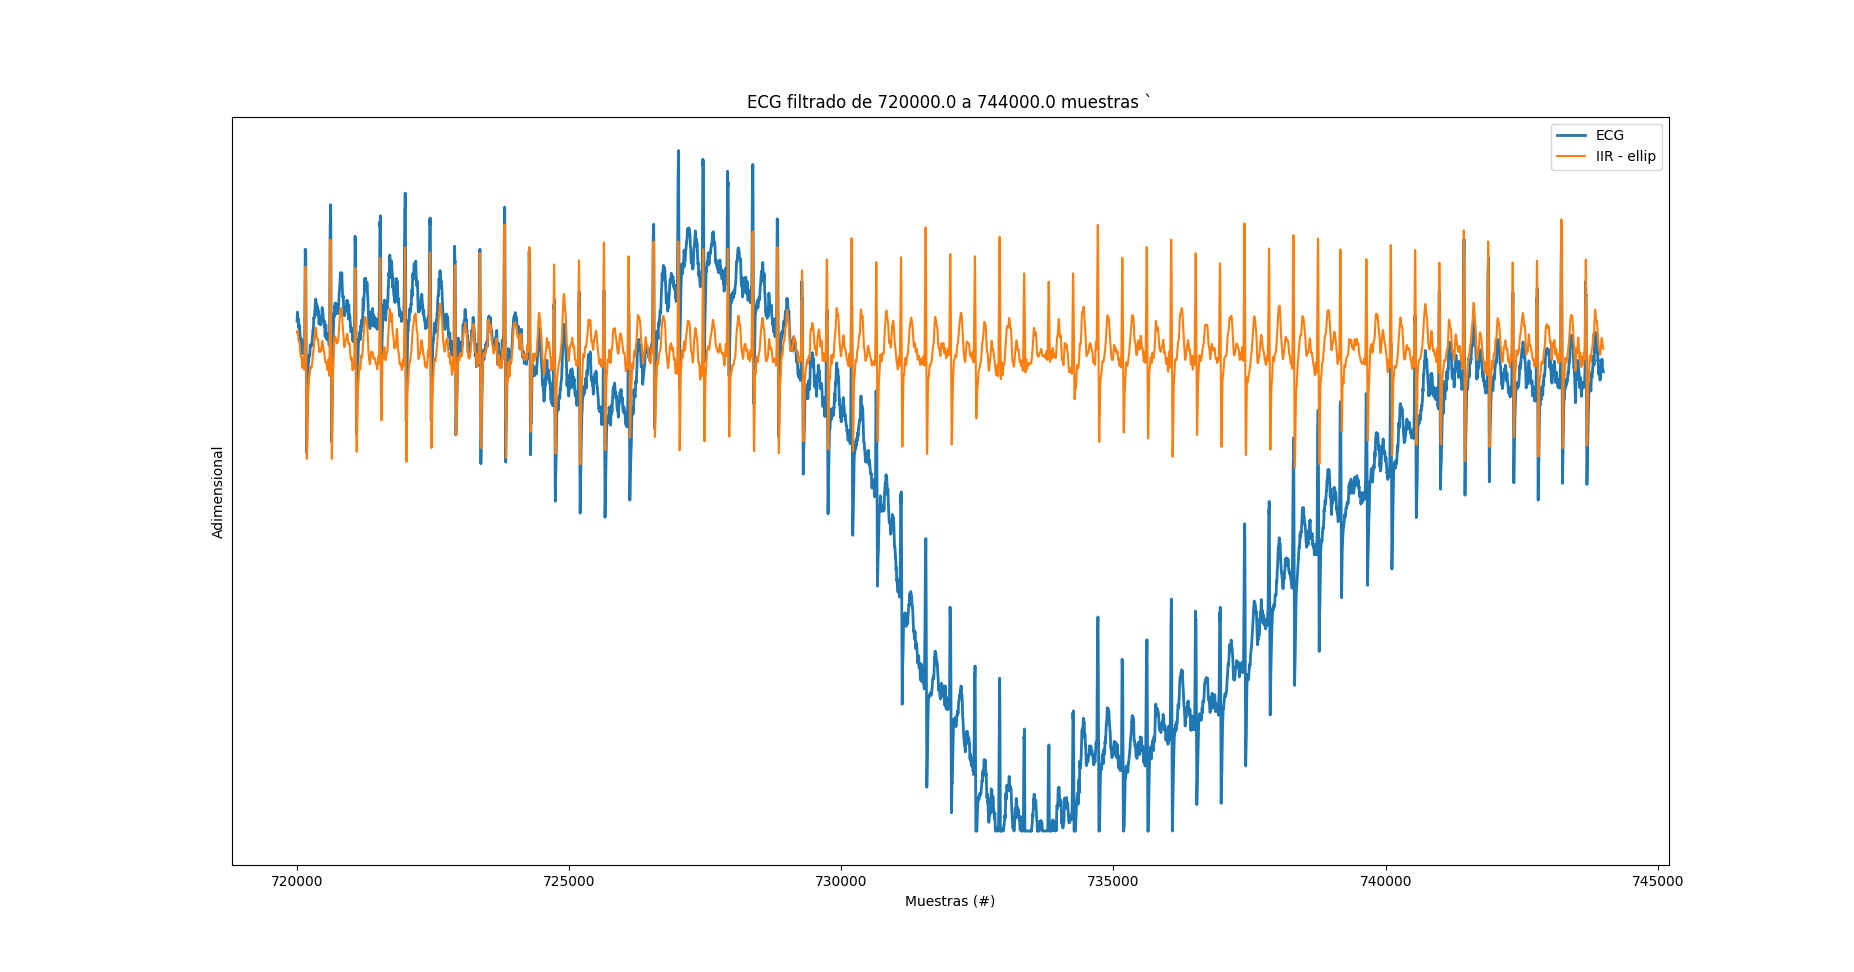 ECG filtrado de 720000.0 a 744000.0 muestras `
ECG
IIR - ellip
Adimensional
720000 725000 730000 735000 740000 745000
Muestras (#)